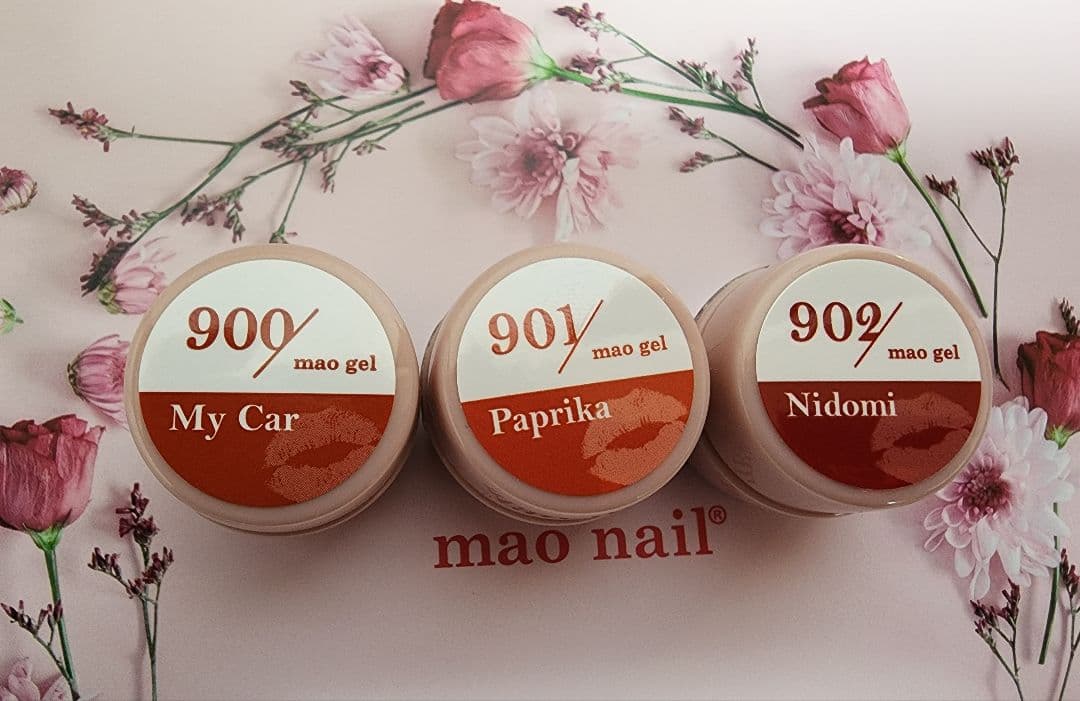 900/
mao gel
My Car
901/
mao gel
Paprika
902/
mao gel
Nidomi
mao nail®